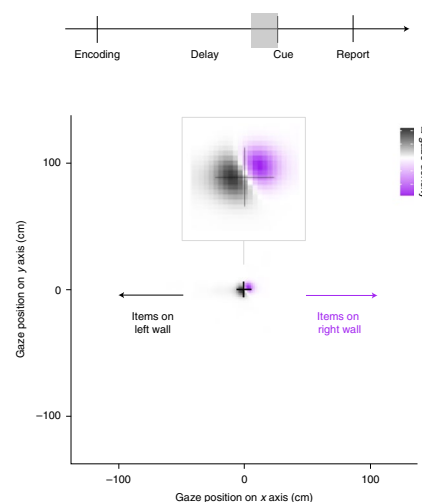 Encoding
Delay
Cue
Report
100
0
−100
Gaze position on y axis (cm)
Items on
left wall
Items on
right wall
−100
0
100
Gaze position on x axis (cm)